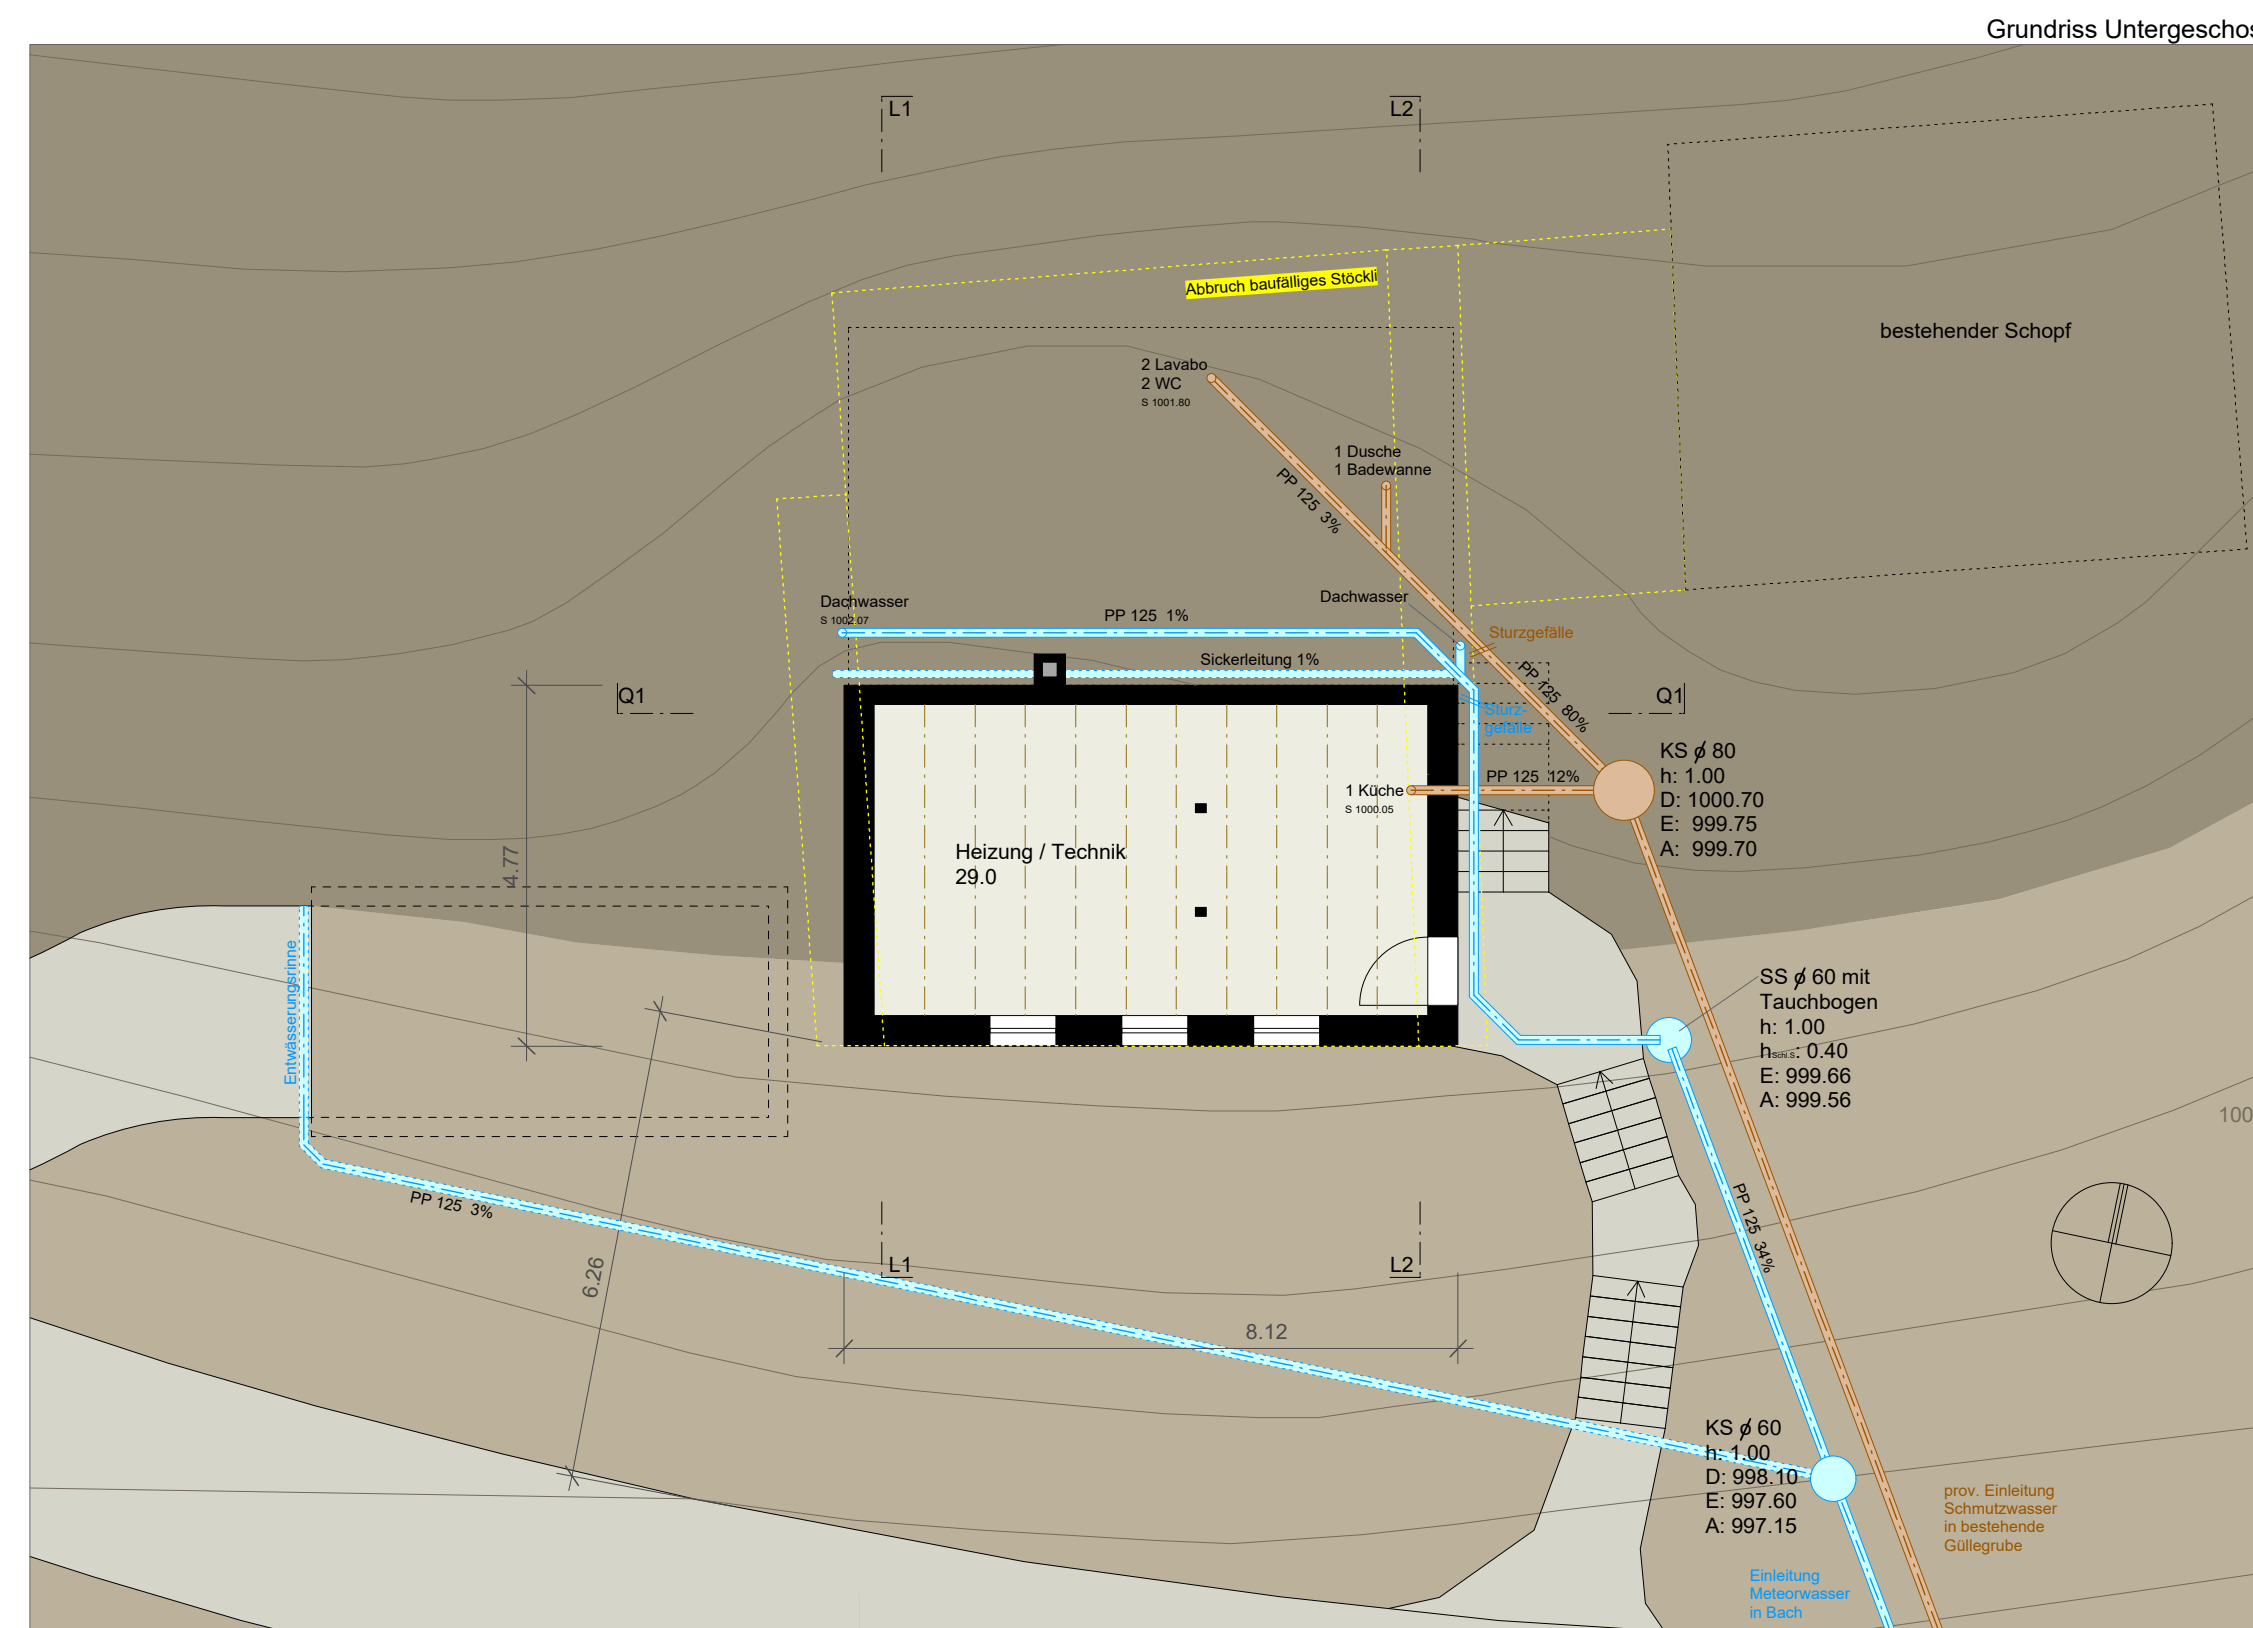 Grundriss Untergeschos
L1
L2
Abbruch baufälliges Stöckli
bestehender Schopf
2 Lavabo
2 WC
S 1001.80
1 Dusche
1 Badewanne
PP 125 3%
Dachwasser
S 1002.07
PP 125 1%
Dachwasser
Sturzgefälle
Sickerleitung 1%
PP 125 80%
Q1
Q1
Sturz-
gefälle
KS ø 80
h: 1.00
D: 1000.70
E: 999.75
A: 999.70
PP 125 12%
1 Küche
S 1000.05
4.77
Heizung / Technik
29.0
Entwässerungsrinne
SS ø 60 mit
Tauchbogen
h: 1.00
hSchl.S.: 0.40
E: 999.66
A: 999.56
100
PP 125 3%
PP 125 34%
6.26
L1
L2
8.12
KS ø 60
h: 1.00
D: 998.10
E: 997.60
A: 997.15
prov. Einleitung
Schmutzwasser
in bestehende
Güllegrube
Einleitung
Meteorwasser
in Bach